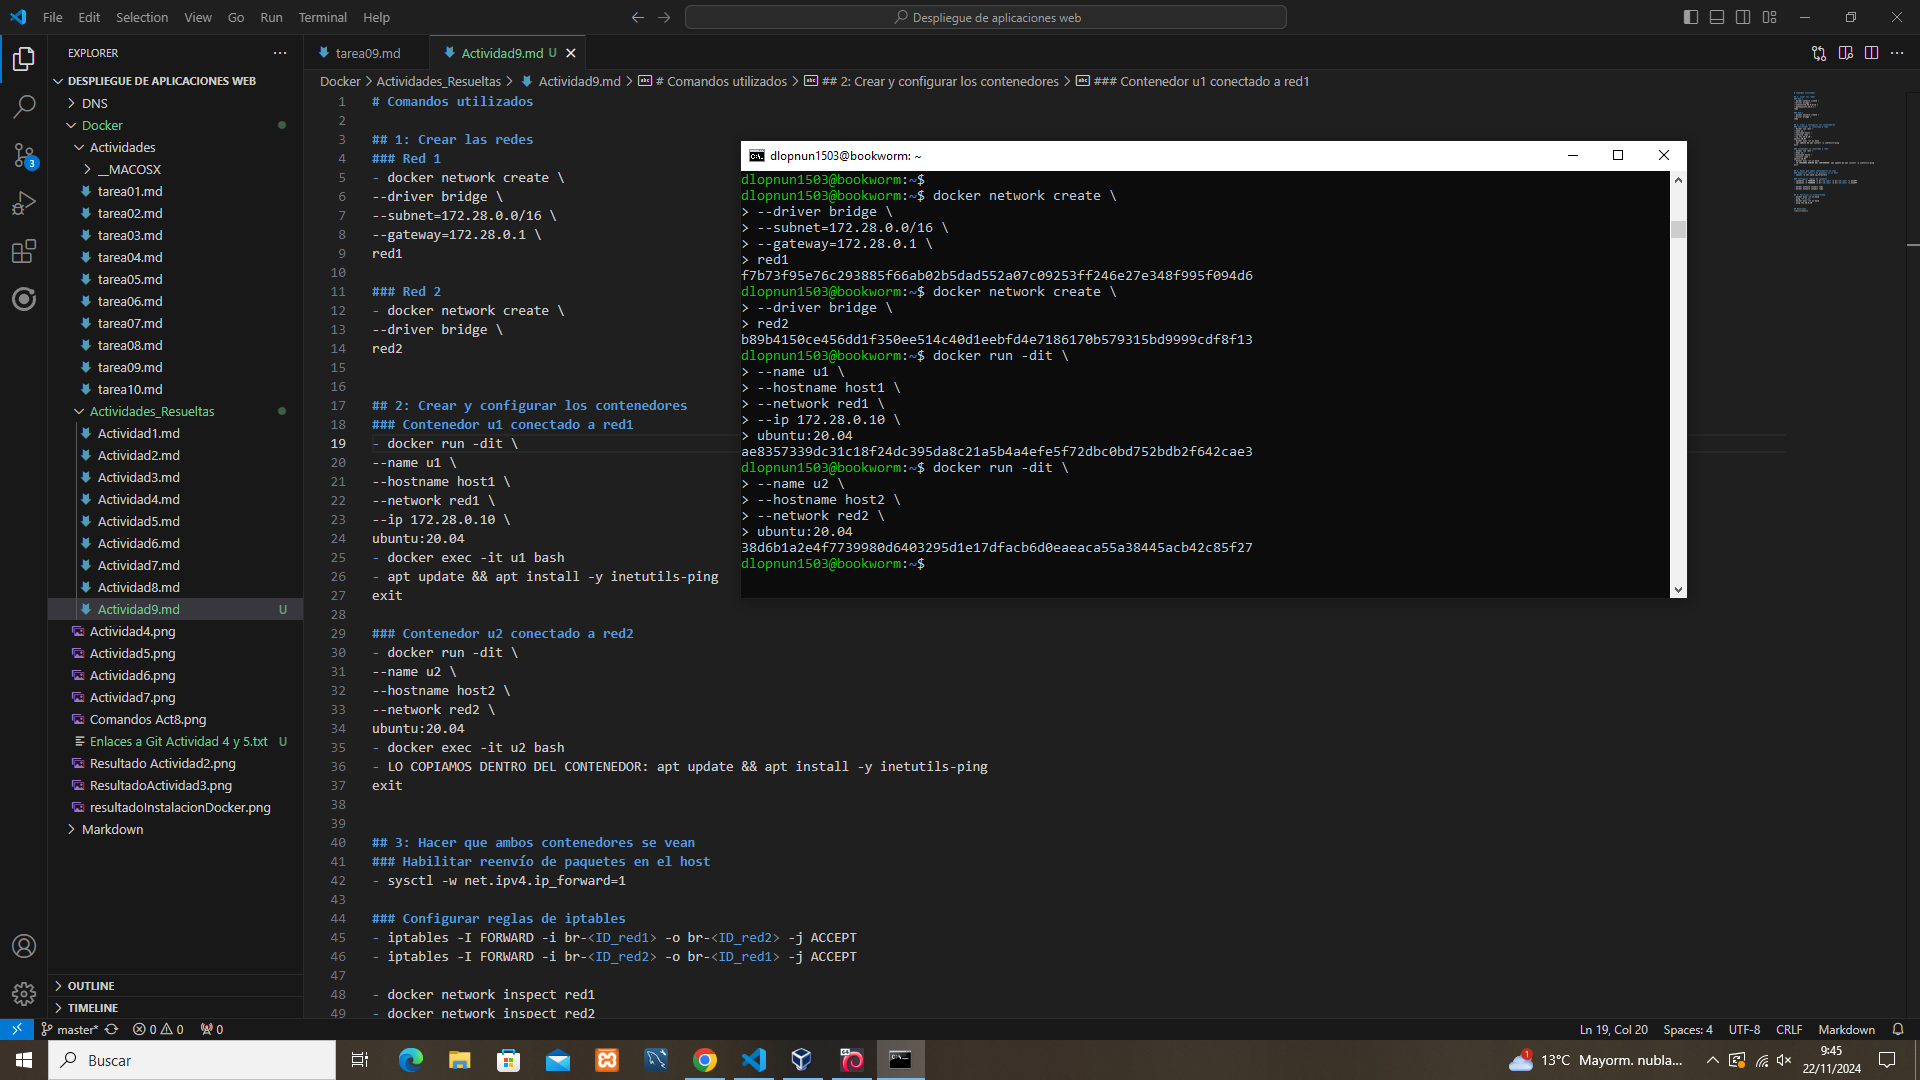 File Edit Selection View Go Run Terminal Help
Despliegue de aplicaciones web
EXPLORER
DESPLIEGUE DE APLICACIONES WEB
DNS
Docker
Actividades
__MACOSX
tarea01.md
tarea02.md
tarea03.md
tarea04.md
tarea05.md
tarea06.md
tarea07.md
tarea08.md
tarea09.md
tarea10.md
Actividades_Resueltas
Actividad1.md
Actividad2.md
Actividad3.md
Actividad4.md
Actividad5.md
Actividad6.md
Actividad7.md
Actividad8.md
Actividad9.md U
Actividad4.png
Actividad5.png
Actividad6.png
Actividad7.png
Comandos Act8.png
Enlaces a Git Actividad 4 y 5.txt U
Resultado Actividad2.png
ResultadoActividad3.png
resultadoInstalacionDocker.png
Markdown
OUTLINE
TIMELINE
3
tarea09.md
Actividad9.md U
Docker > Actividades_Resueltas > Actividad9.md > # Comandos utilizados > ## 2: Crear y configurar los contenedores > ### Contenedor u1 conectado a red1
1 # Comandos utilizados
2
3 ## 1: Crear las redes
4 ### Red 1
5 - docker network create \
6 --driver bridge \
7 --subnet=172.28.0.0/16 \
8 --gateway=172.28.0.1 \
9 red1
10
11 ### Red 2
12 - docker network create \
13 --driver bridge \
14 red2
15
16
17 ## 2: Crear y configurar los contenedores
18 ### Contenedor u1 conectado a red1
19 - docker run -dit \
20 --name u1 \
21 --hostname host1 \
22 --network red1 \
23 --ip 172.28.0.10 \
24 ubuntu:20.04
25 - docker exec -it u1 bash
26 - apt update && apt install -y inetutils-ping
27 exit
28
29 ### Contenedor u2 conectado a red2
30 - docker run -dit \
31 --name u2 \
32 --hostname host2 \
33 --network red2 \
34 ubuntu:20.04
35 - docker exec -it u2 bash
36 - LO COPIAMOS DENTRO DEL CONTENEDOR: apt update && apt install -y inetutils-ping
37 exit
38
39
40 ## 3: Hacer que ambos contenedores se vean
41 ### Habilitar reenvío de paquetes en el host
42 - sysctl -w net.ipv4.ip_forward=1
43
44 ### Configurar reglas de iptables
45 - iptables -I FORWARD -i br-<ID_red1> -o br-<ID_red2> -j ACCEPT
46 - iptables -I FORWARD -i br-<ID_red2> -o br-<ID_red1> -j ACCEPT
47
48 - docker network inspect red1
49 - docker network inspect red2
dlopnun1503@bookworm: ~
dlopnun1503@bookworm:~$
dlopnun1503@bookworm:~$ docker network create \
> --driver bridge \
> --subnet=172.28.0.0/16 \
> --gateway=172.28.0.1 \
> red1
f7b73f95e76c293885f66ab02b5dad552a07c09253ff246e27e348f995f094d6
dlopnun1503@bookworm:~$ docker network create \
> --driver bridge \
> red2
b89b4150ce456dd1f350ee514c40d1eebfd4e7186170b579315bd9999cdf8f13
dlopnun1503@bookworm:~$ docker run -dit \
> --name u1 \
> --hostname host1 \
> --network red1 \
> --ip 172.28.0.10 \
> ubuntu:20.04
ae8357339dc31c18f24dc395da8c21a5b4a4efe5f72dbc0bd752bdb2f642cae3
dlopnun1503@bookworm:~$ docker run -dit \
> --name u2 \
> --hostname host2 \
> --network red2 \
> ubuntu:20.04
38d6b1a2e4f7739980d6403295d1e17dfacb6d0eaeaca55a38445acb42c85f27
dlopnun1503@bookworm:~$
master* 0 0 0
Ln 19, Col 20 Spaces: 4 UTF-8 CRLF Markdown
Buscar
1 13°C Mayorm. nubla...
9:45
22/11/2024